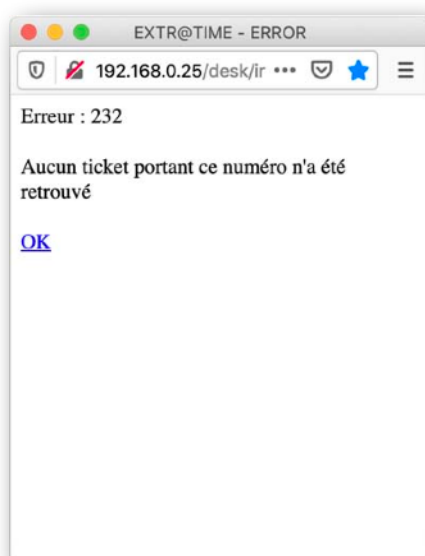 EXTR@TIME - ERROR
192.168.0.25/desk/ir •••
Erreur : 232
Aucun ticket portant ce numéro n'a été
retrouvé
OK